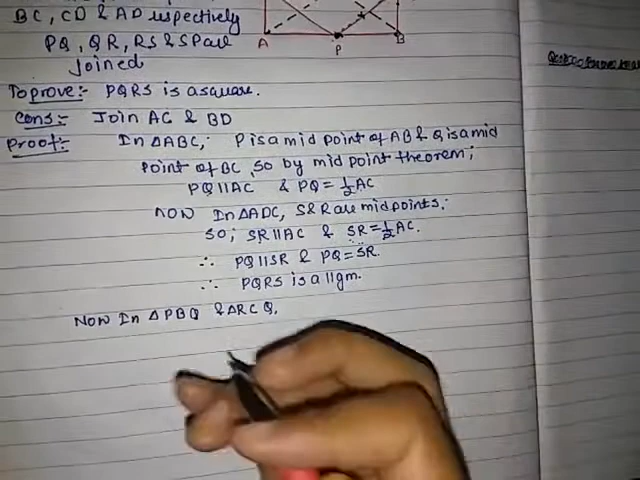 BC, CD & AD respectively
PQ, QR, RS & SP are
joined
A
P
B
To prove:- PQRS is a square.
Cons:- Join AC & BD
Proof:- In ΔABC, P is a mid point of AB & Q is a mid
point of BC, so by mid point theorem;
PQ||AC & PQ=½AC
NOW In ΔADC, S & R are midpoints.
so; SR||AC & SR=½AC.
∴ PQ||SR & PQ=SR.
∴ PQRS is a ||gm.
NOW In ΔPBQ & ΔRCQ,